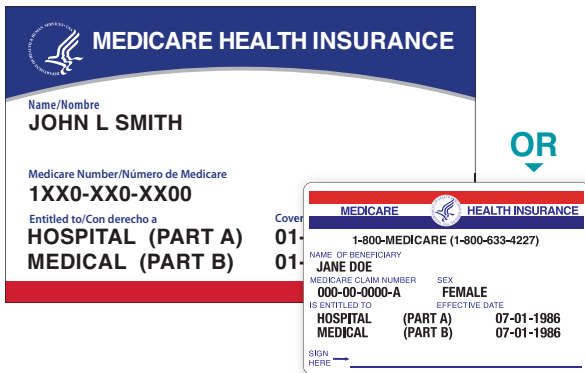 MEDICARE HEALTH INSURANCE
Name/Nombre
JOHN L SMITH
Medicare Number/Número de Medicare
1XX0-XX0-XX00
Entitled to/Con derecho a
HOSPITAL (PART A) 01-
MEDICAL (PART B) 01-
OR
MEDICARE HEALTH INSURANCE
1-800-MEDICARE (1-800-633-4227)
NAME OF BENEFICIARY
JANE DOE
MEDICARE CLAIM NUMBER SEX
000-00-0000-A FEMALE
IS ENTITLED TO EFFECTIVE DATE
HOSPITAL (PART A) 07-01-1986
MEDICAL (PART B) 07-01-1986
SIGN
HERE